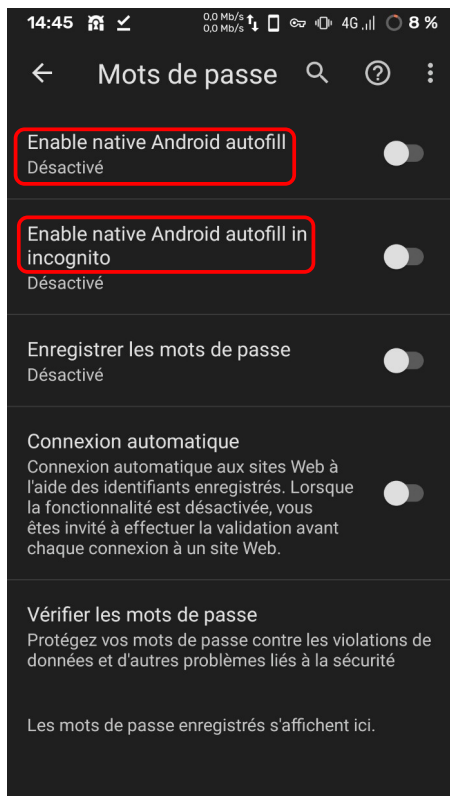 14:45 0,0 Mb/s 4G 8 %
0,0 Mb/s
Mots de passe
Enable native Android autofill
Désactivé
Enable native Android autofill in
incognito
Désactivé
Enregistrer les mots de passe
Désactivé
Connexion automatique
Connexion automatique aux sites Web à
l'aide des identifiants enregistrés. Lorsque
la fonctionnalité est désactivée, vous
êtes invité à effectuer la validation avant
chaque connexion à un site Web.
Vérifier les mots de passe
Protégez vos mots de passe contre les violations de
données et d'autres problèmes liés à la sécurité
Les mots de passe enregistrés s'affichent ici.